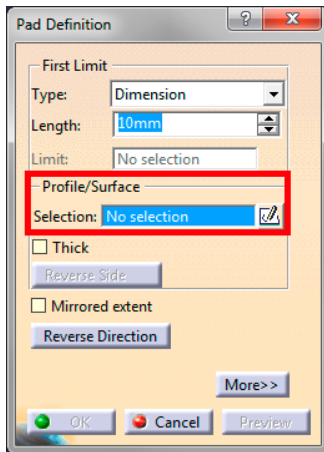 Pad Definition ? X
First Limit
Type: Dimension
Length: 10mm
Limit: No selection
Profile/Surface
Selection: No selection
Thick
Reverse Side
Mirrored extent
Reverse Direction
More>>
OK Cancel Preview